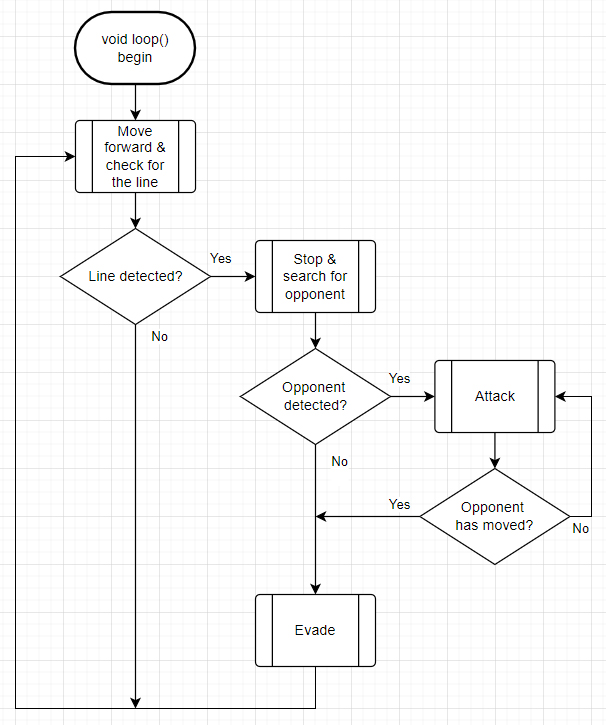 void loop()
begin
Move
forward &
check for
the line
Line detected?
Yes
No
Stop &
search for
opponent
Opponent
detected?
Yes
No
Attack
Opponent
has moved?
Yes
No
Evade